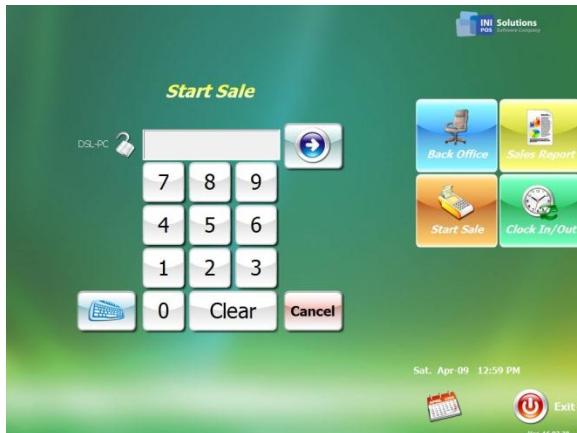 INI Solutions
POS Software Company
Start Sale
DSL-PC
7 8 9
4 5 6
1 2 3
0 Clear Cancel
Back Office Sales Report
Start Sale Clock In/Out
Sat. Apr-09 12:59 PM
Exit